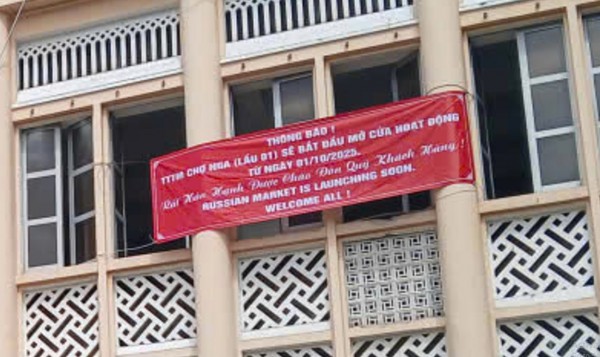 THÔNG BÁO !
TTTM CHỢ NGA (LẦU 01) SẼ BẮT ĐẦU MỞ CỬA HOẠT ĐỘNG
TỪ NGÀY 01/10/2025.
Rất Hân Hạnh Được Chào Đón Quý Khách Hàng !
RUSSIAN MARKET IS LAUNCHING SOON.
WELCOME ALL !